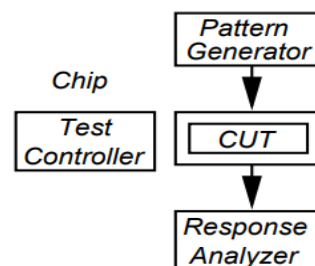 Pattern
Generator
Chip
Test
Controller
CUT
Response
Analyzer